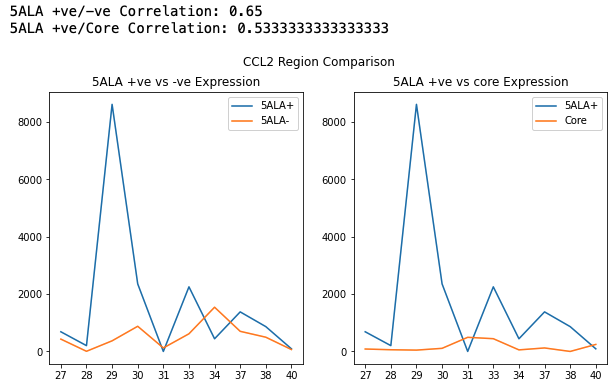 5ALA +ve/-ve Correlation: 0.65
5ALA +ve/Core Correlation: 0.5333333333333333
CCL2 Region Comparison
5ALA +ve vs -ve Expression
5ALA+
5ALA-
8000
6000
4000
2000
0
27 28 29 30 31 33 34 37 38 40
5ALA +ve vs core Expression
5ALA+
Core
8000
6000
4000
2000
0
27 28 29 30 31 33 34 37 38 40